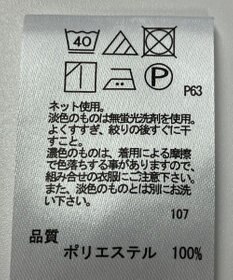 40
P
P63
ネット使用。
淡色のものは無蛍光洗剤を使用。
よくすすぎ、絞りの後すぐに干
すこと。
濃色のものは、着用による摩擦
で色落ちする事がありますので、
組み合せの衣服にご注意下さい。
また、淡色のものとは別にお洗
い下さい。
107
品質
ポリエステル 100%